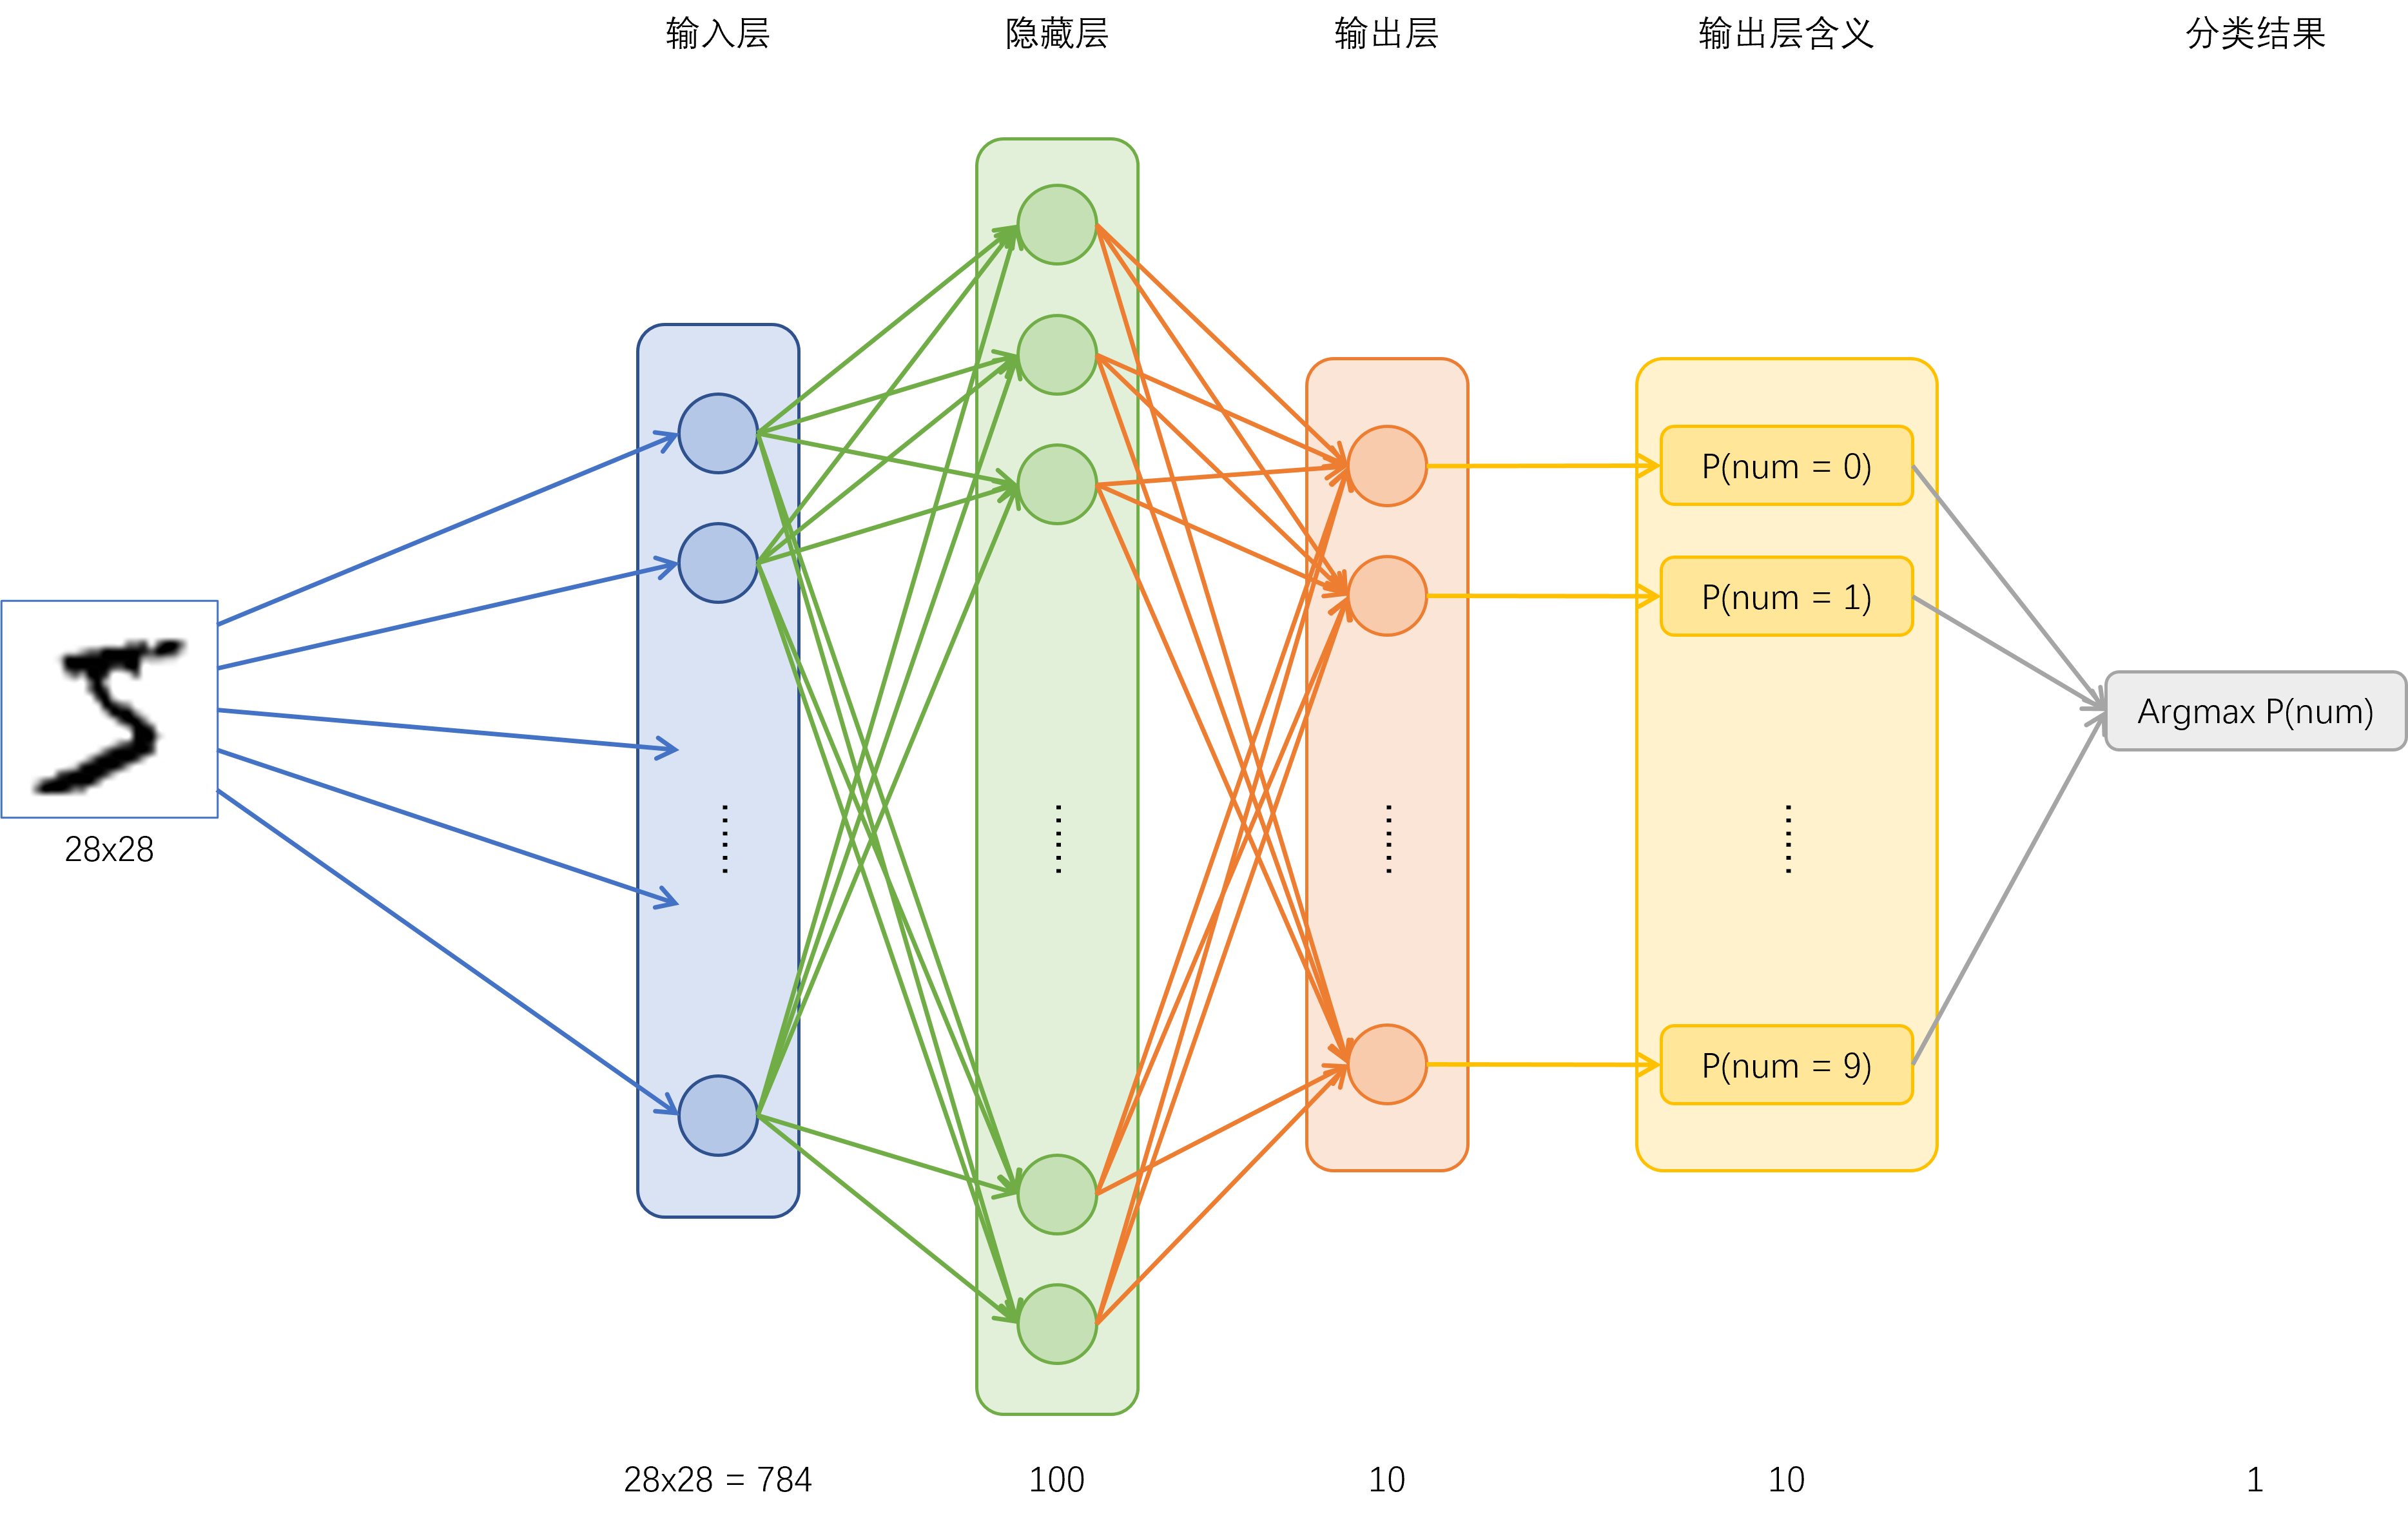 输入层
隐藏层
输出层
输出层含义
分类结果
28x28
P(num = 0)
P(num = 1)
P(num = 9)
Argmax P(num)
28x28 = 784
100
10
10
1